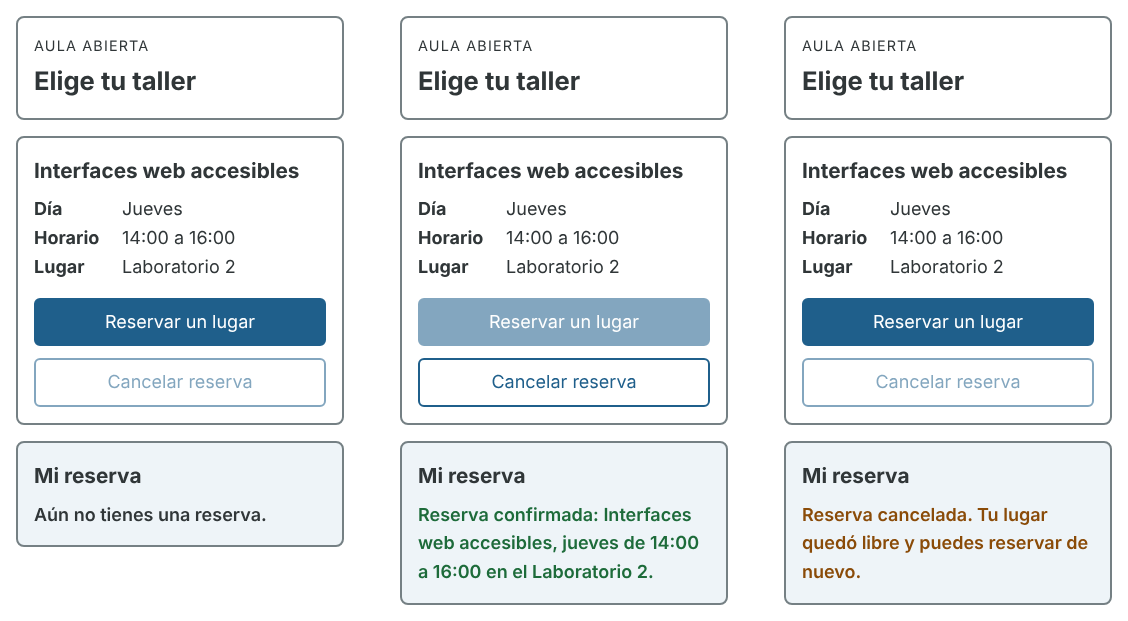 AULA ABIERTA
Elige tu taller
Interfaces web accesibles
Día Jueves
Horario 14:00 a 16:00
Lugar Laboratorio 2
Reservar un lugar
Cancelar reserva
Mi reserva
Aún no tienes una reserva.
AULA ABIERTA
Elige tu taller
Interfaces web accesibles
Día Jueves
Horario 14:00 a 16:00
Lugar Laboratorio 2
Reservar un lugar
Cancelar reserva
Mi reserva
Reserva confirmada: Interfaces
web accesibles, jueves de 14:00
a 16:00 en el Laboratorio 2.
AULA ABIERTA
Elige tu taller
Interfaces web accesibles
Día Jueves
Horario 14:00 a 16:00
Lugar Laboratorio 2
Reservar un lugar
Cancelar reserva
Mi reserva
Reserva cancelada. Tu lugar
quedó libre y puedes reservar de
nuevo.